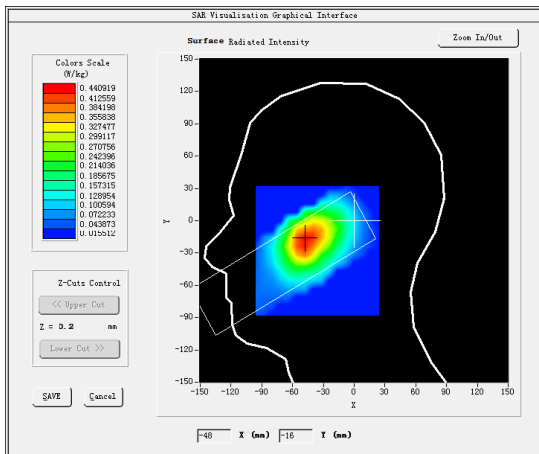 SAR Visualisation Graphical Interface
Surface Radiated Intensity
Zoom In/Out
Colors Scale
(W/kg)
0.440919
0.412559
0.384198
0.355838
0.327477
0.299117
0.270756
0.242396
0.214036
0.185675
0.157315
0.128954
0.100594
0.072233
0.043873
0.015512
Z-Cuts Control
<< Upper Cut
Z = 0.2 mm
Lower Cut >>
SAVE
Cancel
150
120
90
60
30
0
-30
-60
-90
-120
-150
Y
-150 -120 -90 -60 -30 0 30 60 90 120 150
X
-48 X (mm) -16 Y (mm)